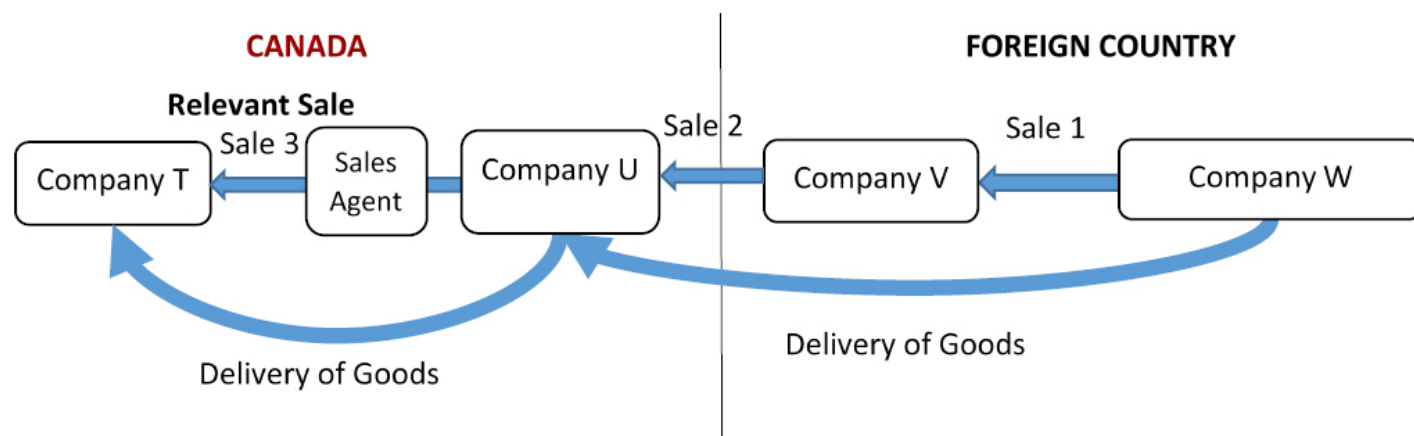 CANADA
FOREIGN COUNTRY
Relevant Sale
Sale 3
Sale 2
Sale 1
Company T
Sales
Agent
Company U
Company V
Company W
Delivery of Goods
Delivery of Goods